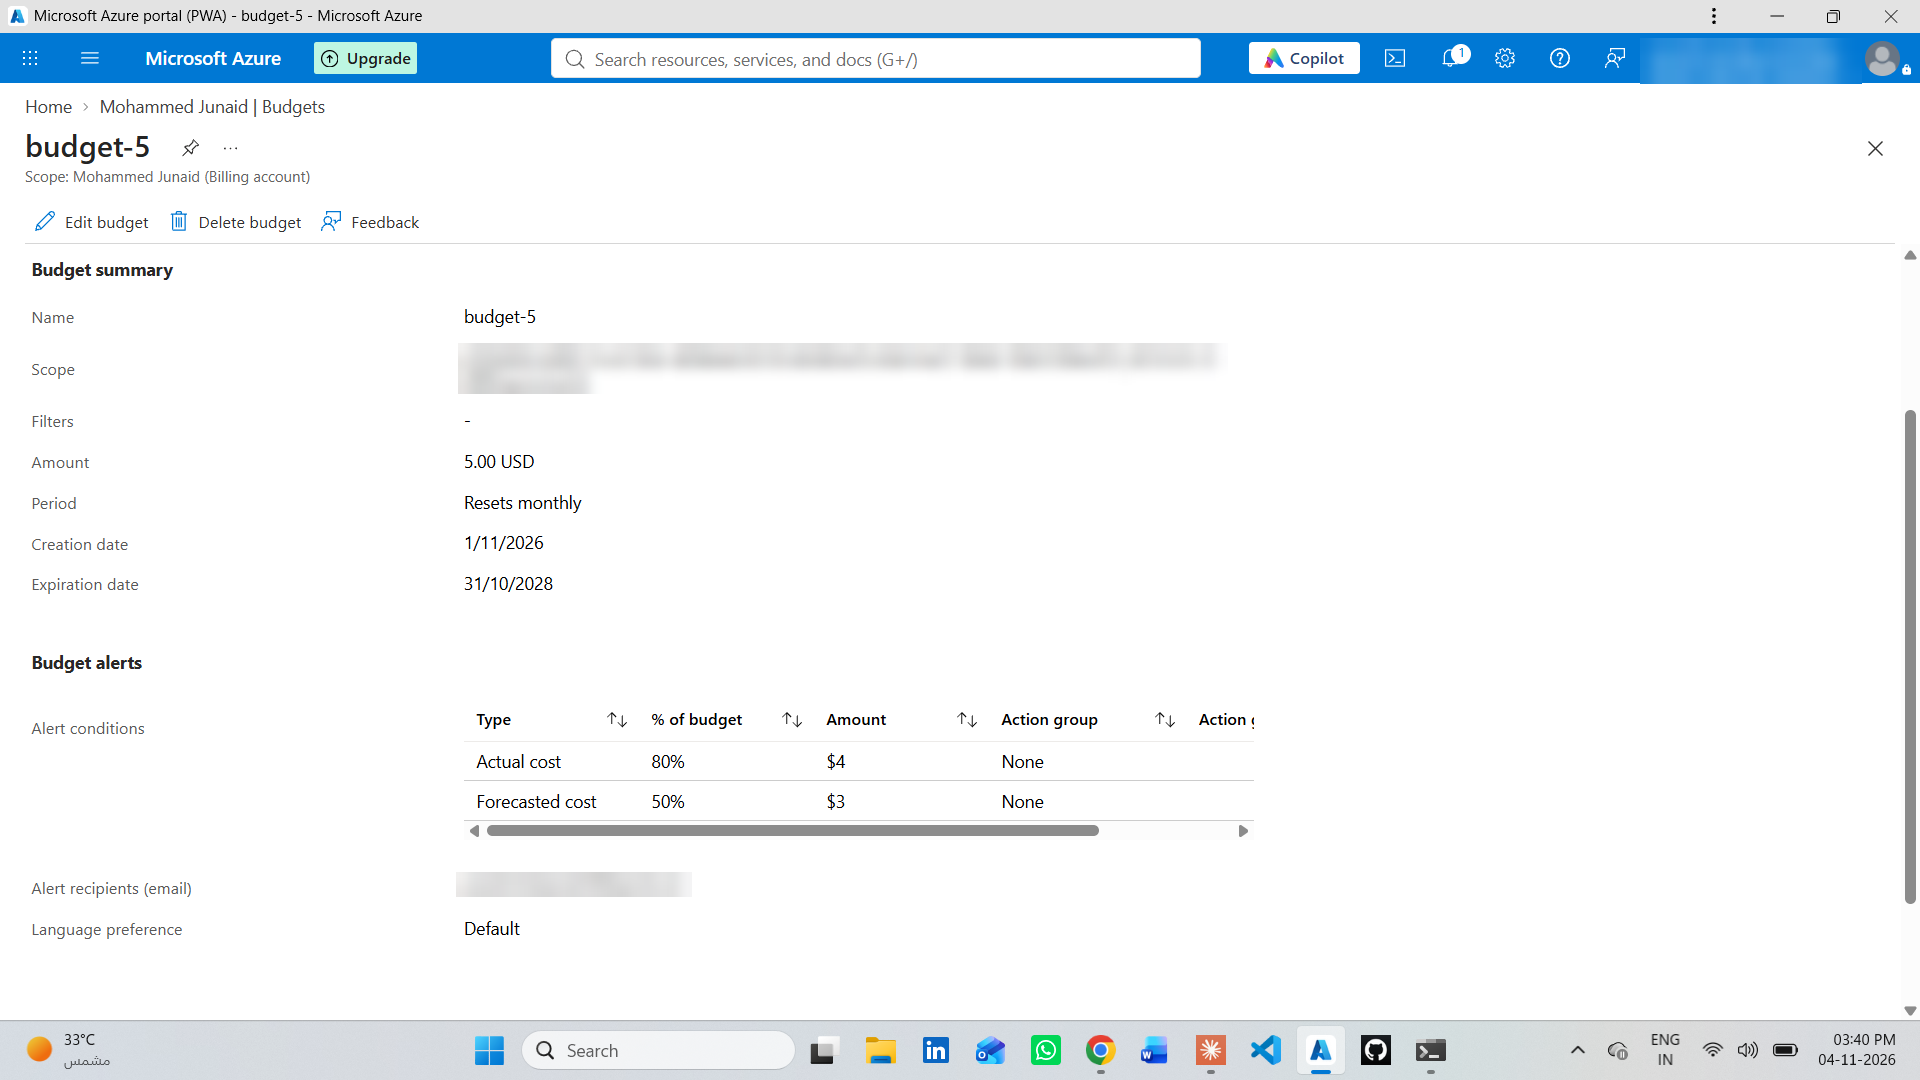 Microsoft Azure portal (PWA) - budget-5 - Microsoft Azure
Microsoft Azure
Upgrade
Search resources, services, and docs (G+/)
Copilot
1
Home > Mohammed Junaid | Budgets
budget-5
Scope: Mohammed Junaid (Billing account)
Edit budget
Delete budget
Feedback
Budget summary
Name budget-5
Scope
Filters -
Amount 5.00 USD
Period Resets monthly
Creation date 1/11/2026
Expiration date 31/10/2028
Budget alerts
Alert conditions
Type % of budget Amount Action group Action g
Actual cost 80% $4 None
Forecasted cost 50% $3 None
Alert recipients (email)
Language preference Default
33°C
مشمس
Search
ENG
IN
03:40 PM
04-11-2026